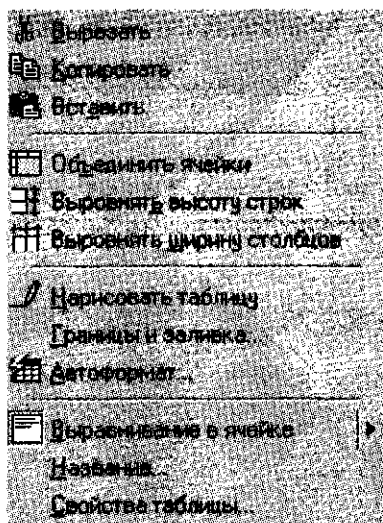 Вырезать
Копировать
Вставить
Объединить ячейки
Выровнять высоту строк
Выровнять ширину столбцов
Нарисовать таблицу
Границы и заливка...
Автоформат...
Выравнивание в ячейке
Название...
Свойства таблицы...